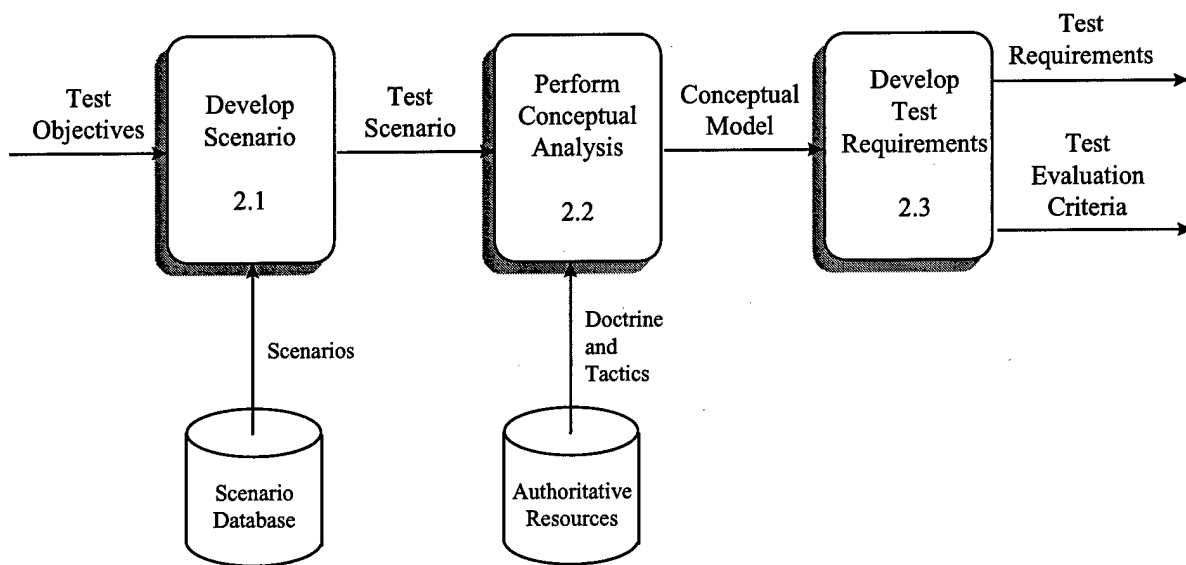 Test
Objectives
Develop
Scenario
2.1
Test
Scenario
Perform
Conceptual
Analysis
2.2
Conceptual
Model
Develop
Test
Requirements
2.3
Test
Requirements
Test
Evaluation
Criteria
Scenarios
Doctrine
and
Tactics
Scenario
Database
Authoritative
Resources